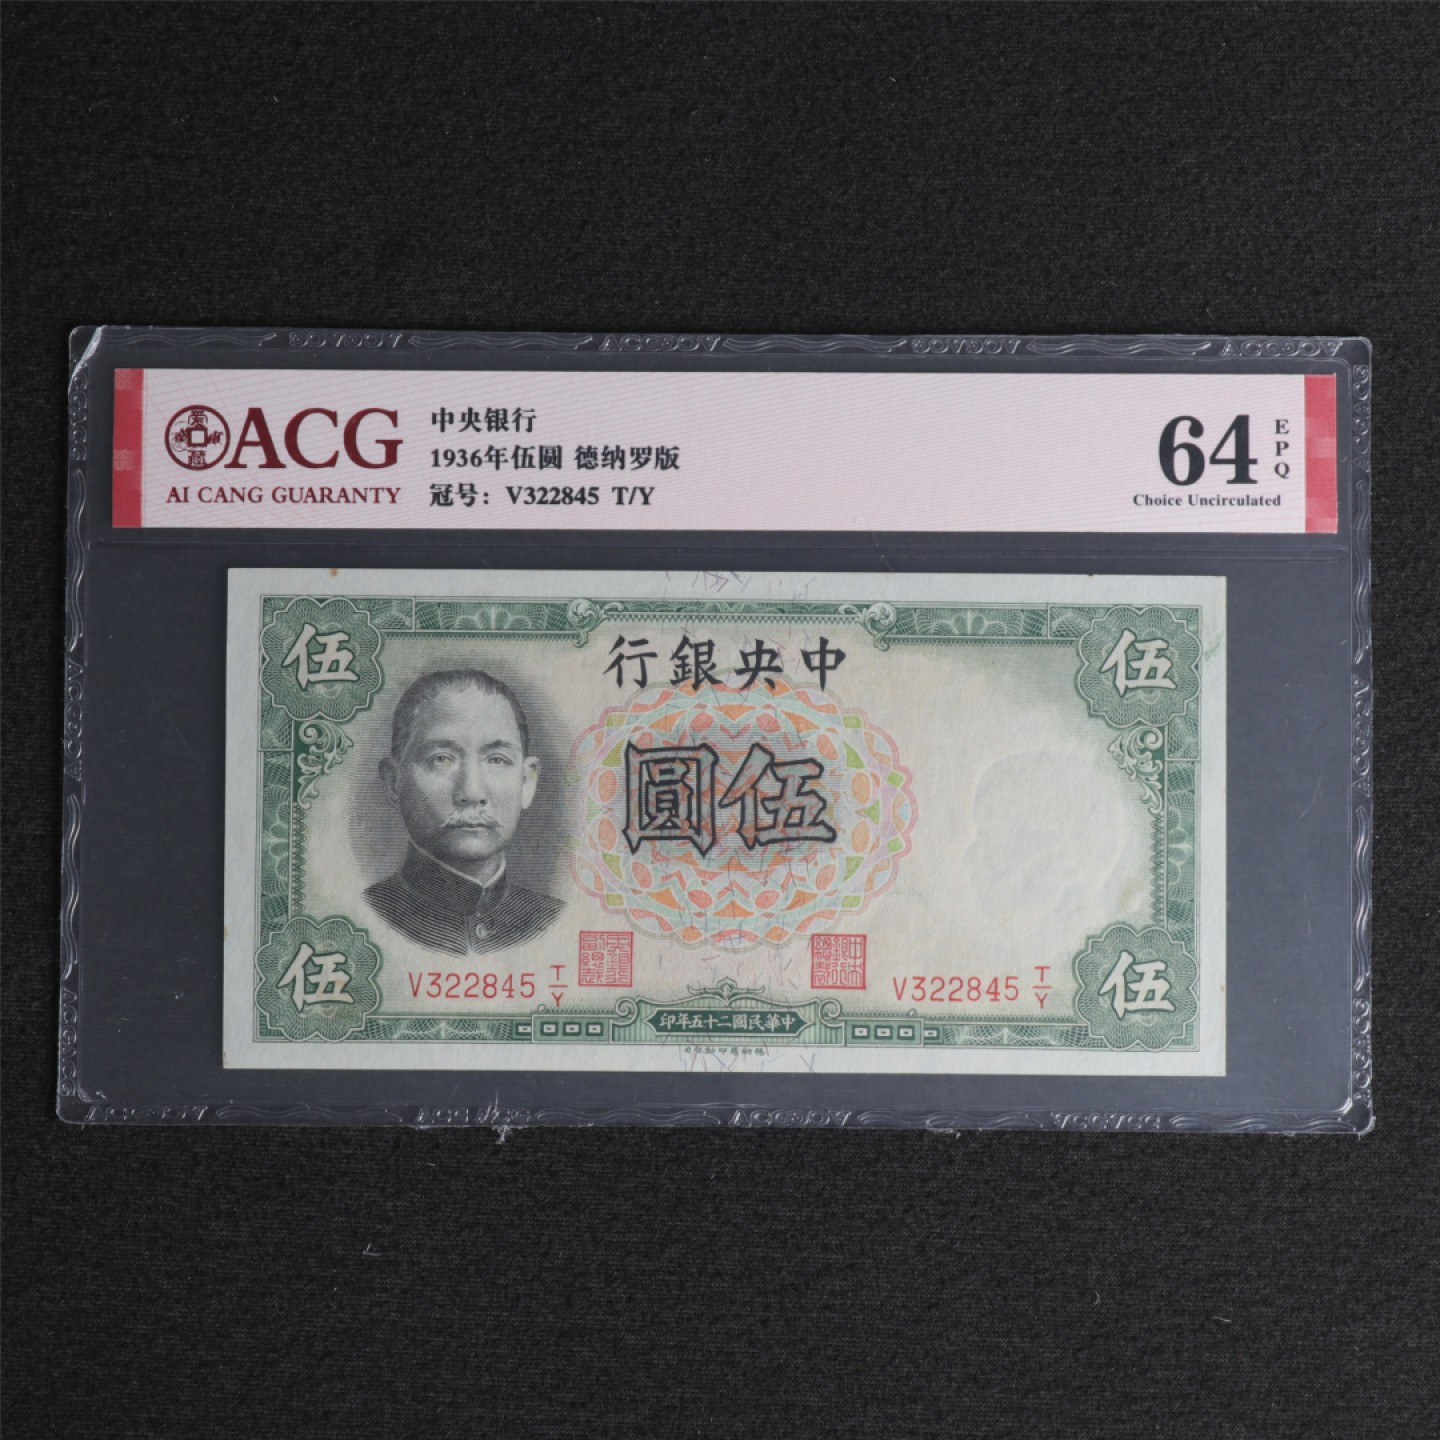 ACG
AI CANG GUARANTY
中央银行
1936年伍圆 德纳罗版
冠号：V322845 T/Y
64
EPQ
Choice Uncirculated
伍
行銀央中
伍
圓伍
伍
V322845 T/Y
V322845 T/Y
伍
印年五十二國民華中